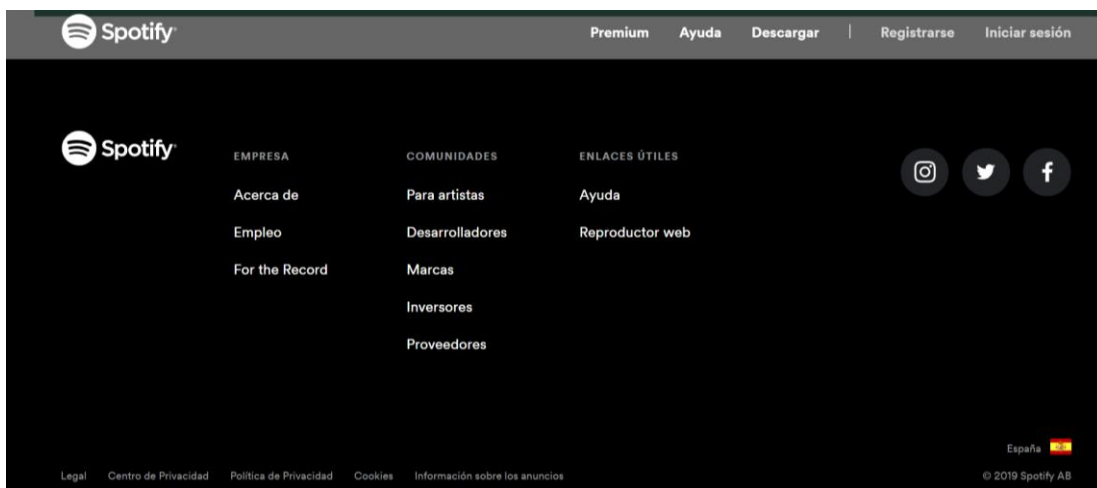 Spotify Premium Ayuda Descargar | Registrarse Iniciar sesión
Spotify
EMPRESA
Acerca de
Empleo
For the Record
COMUNIDADES
Para artistas
Desarrolladores
Marcas
Inversores
Proveedores
ENLACES ÚTILES
Ayuda
Reproductor web
España
Legal Centro de Privacidad Política de Privacidad Cookies Información sobre los anuncios © 2019 Spotify AB